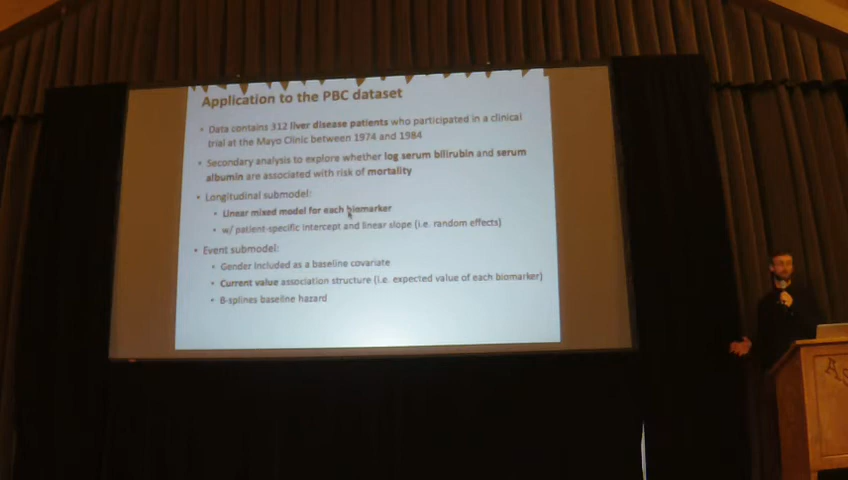 Application to the PBC dataset
• Data contains 312 liver disease patients who participated in a clinical
trial at the Mayo Clinic between 1974 and 1984
• Secondary analysis to explore whether log serum bilirubin and serum
albumin are associated with risk of mortality
• Longitudinal submodel:
• Linear mixed model for each biomarker
• w/ patient-specific intercept and linear slope (i.e. random effects)
• Event submodel:
• Gender included as a baseline covariate
• Current value association structure (i.e. expected value of each biomarker)
• B-splines baseline hazard